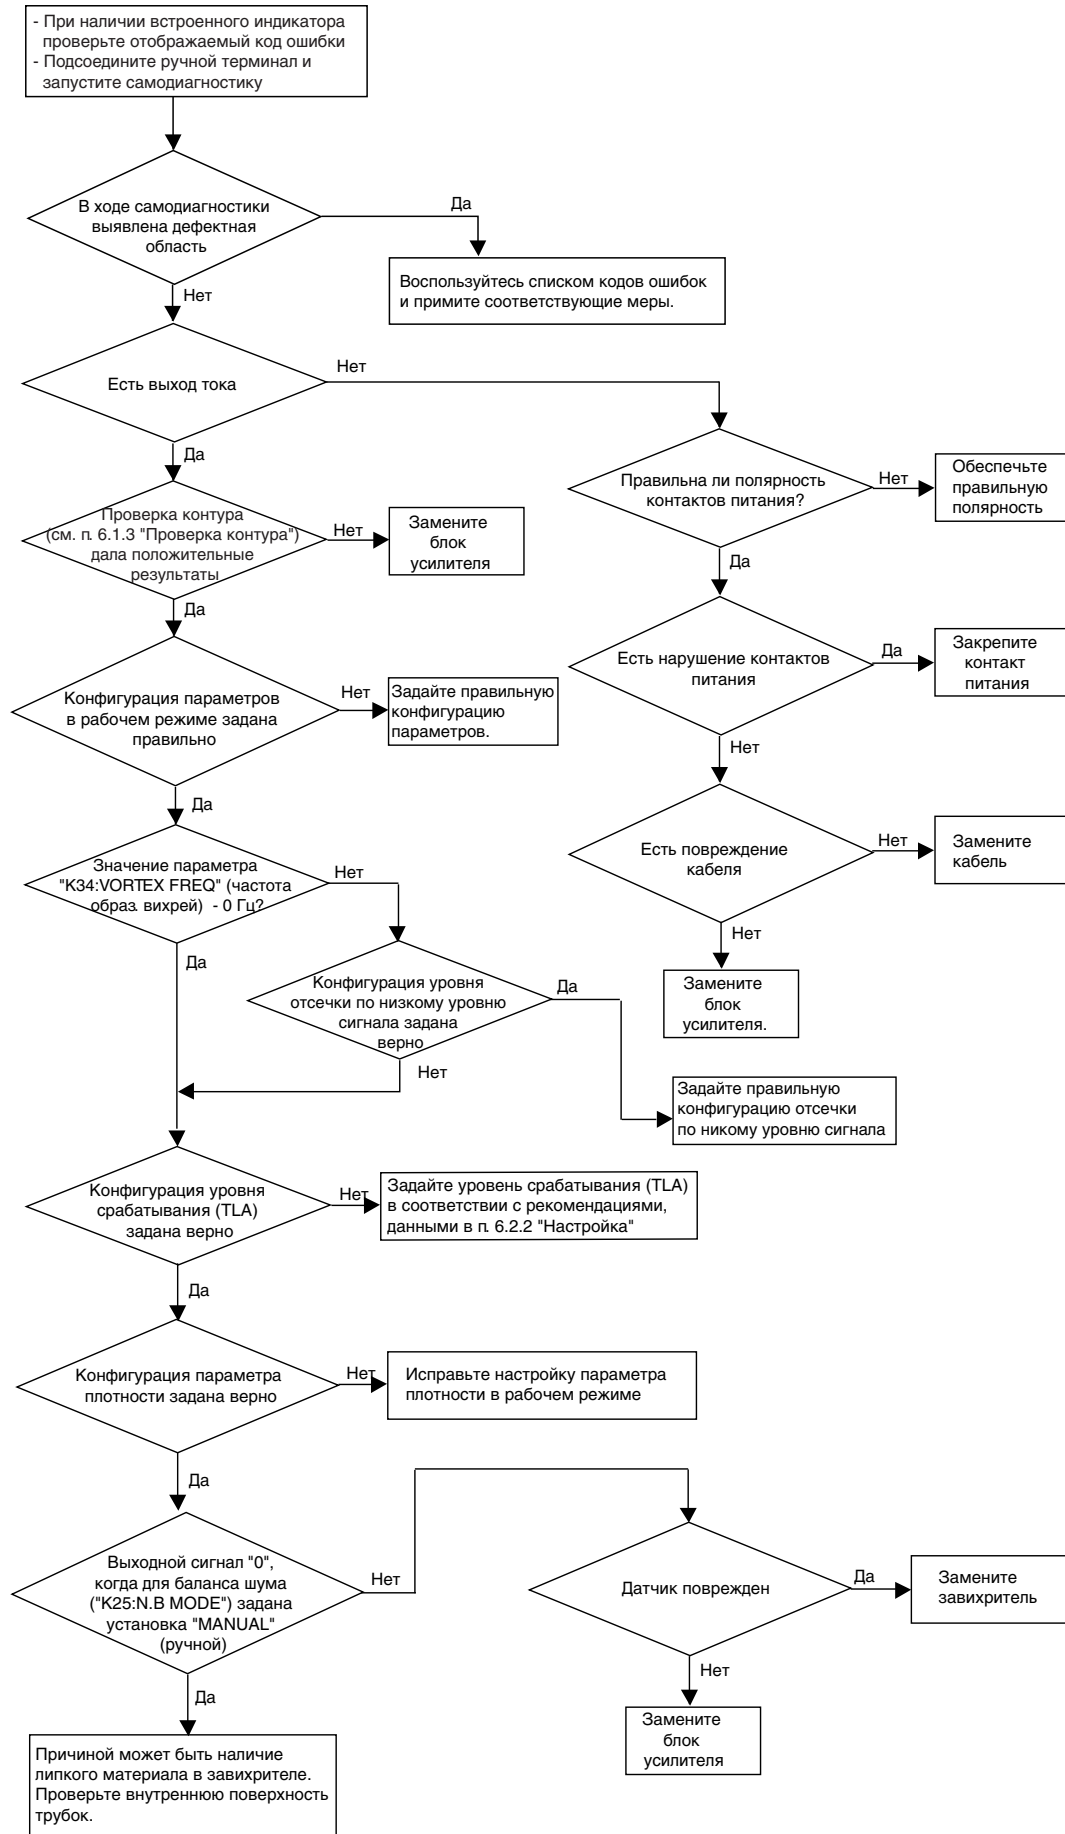 - При наличии встроенного индикатора
проверьте отображаемый код ошибки
- Подсоедините ручной терминал и
запустите самодиагностику
В ходе самодиагностики
выявлена дефектная
область
Да
Воспользуйтесь списком кодов ошибок
и примите соответствующие меры.
Нет
Есть выход тока
Нет
Да
Правильна ли полярность
контактов питания?
Нет
Обеспечьте
правильную
полярность
Проверка контура
(см. п. 6.1.3 "Проверка контура")
дала положительные
результаты
Нет
Замените
блок
усилителя
Да
Да
Есть нарушение контактов
питания
Да
Закрепите
контакт
питания
Конфигурация параметров
в рабочем режиме задана
правильно
Нет
Задайте правильную
конфигурацию
параметров.
Нет
Да
Есть повреждение
кабеля
Нет
Замените
кабель
Значение параметра
"K34:VORTEX FREQ" (частота
образ. вихрей) - 0 Гц?
Нет
Нет
Да
Замените
блок
усилителя.
Конфигурация уровня
отсечки по низкому уровню
сигнала задана
верно
Да
Нет
Задайте правильную
конфигурацию отсечки
по никому уровню сигнала
Конфигурация уровня
срабатывания (TLA)
задана верно
Нет
Задайте уровень срабатывания (TLA)
в соответствии с рекомендациями,
данными в п. 6.2.2 "Настройка"
Да
Конфигурация параметра
плотности задана верно
Нет
Исправьте настройку параметра
плотности в рабочем режиме
Да
Выходной сигнал "0",
когда для баланса шума
("K25:N.B MODE") задана
установка "MANUAL"
(ручной)
Нет
Датчик поврежден
Да
Замените
завихритель
Нет
Замените
блок
усилителя
Да
Причиной может быть наличие
липкого материала в завихрителе.
Проверьте внутреннюю поверхность
трубок.